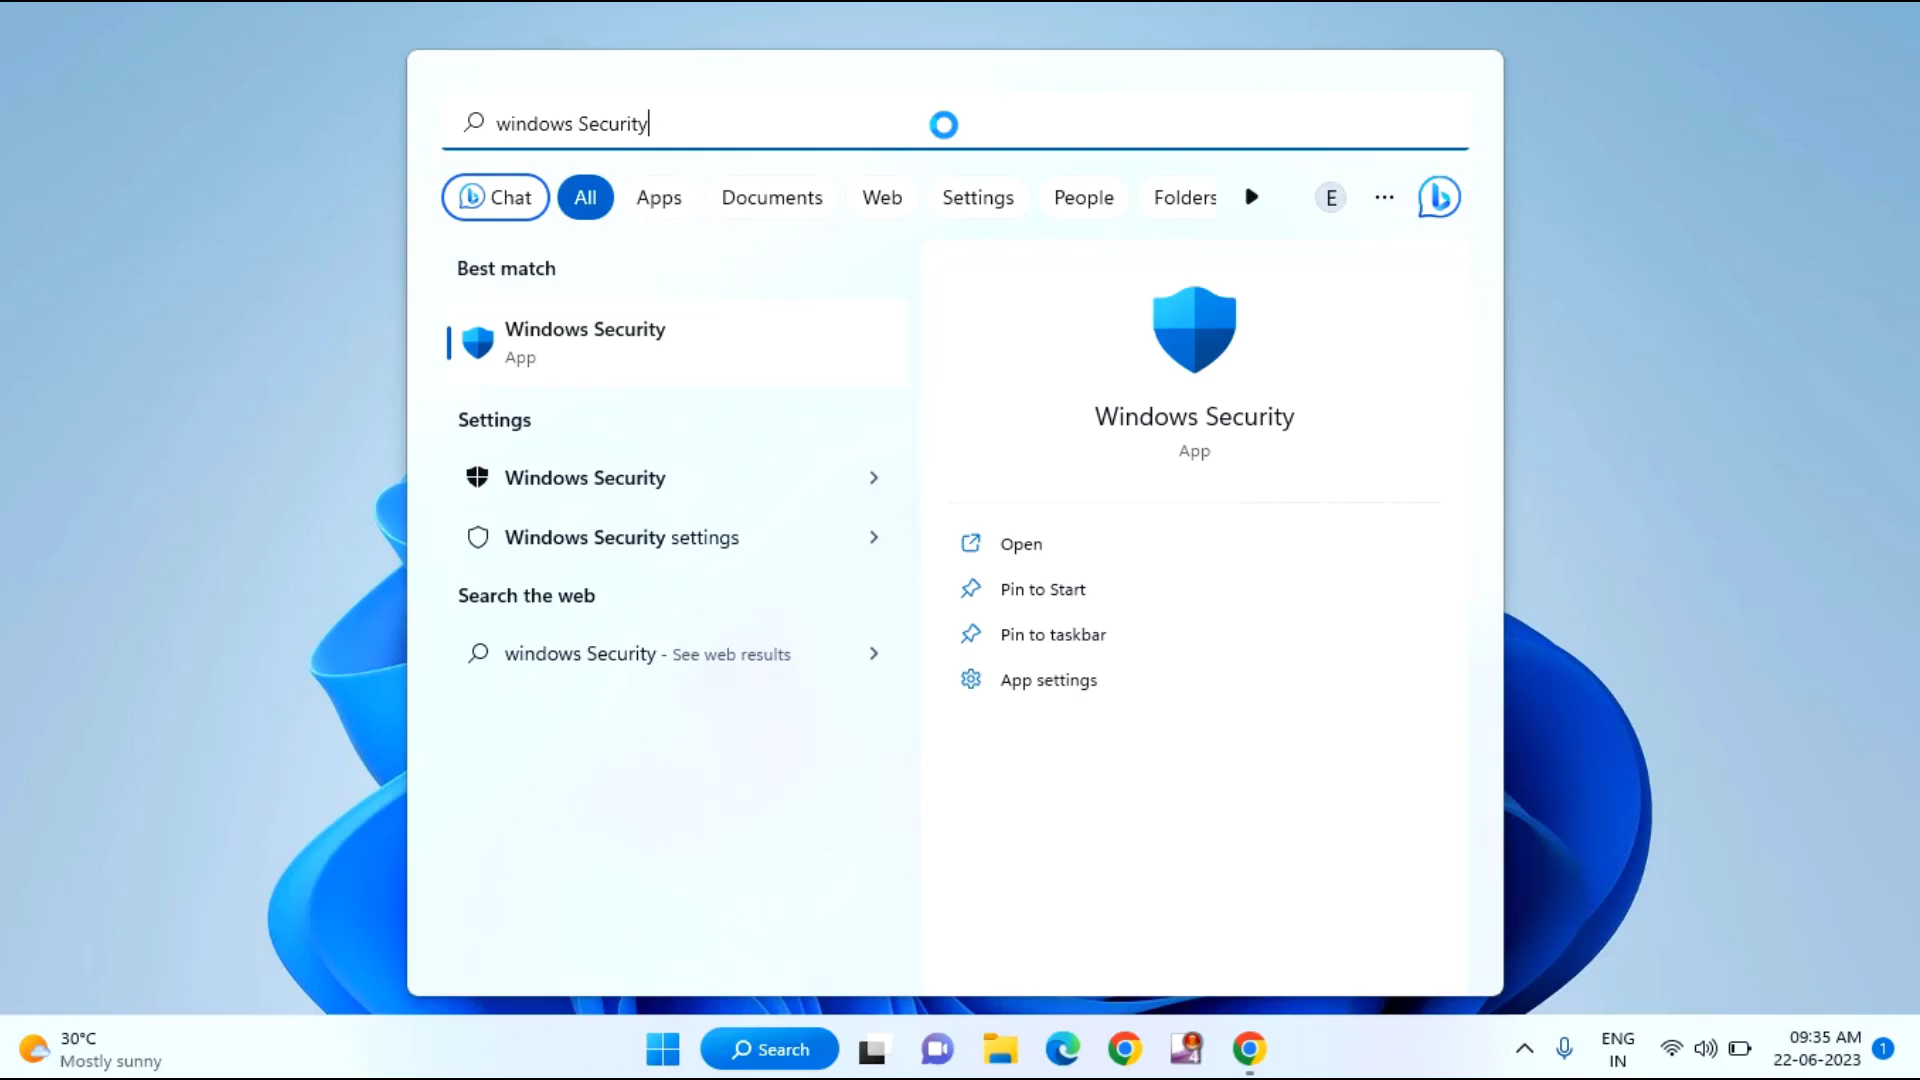 windows Security
Chat
All
Apps
Documents
Web
Settings
People
Folders
E
Best match
Windows Security
App
Settings
Windows Security
Windows Security settings
Search the web
windows Security - See web results
Windows Security
App
Open
Pin to Start
Pin to taskbar
App settings
30°C
Mostly sunny
Search
4
ENG
IN
09:35 AM
22-06-2023
1